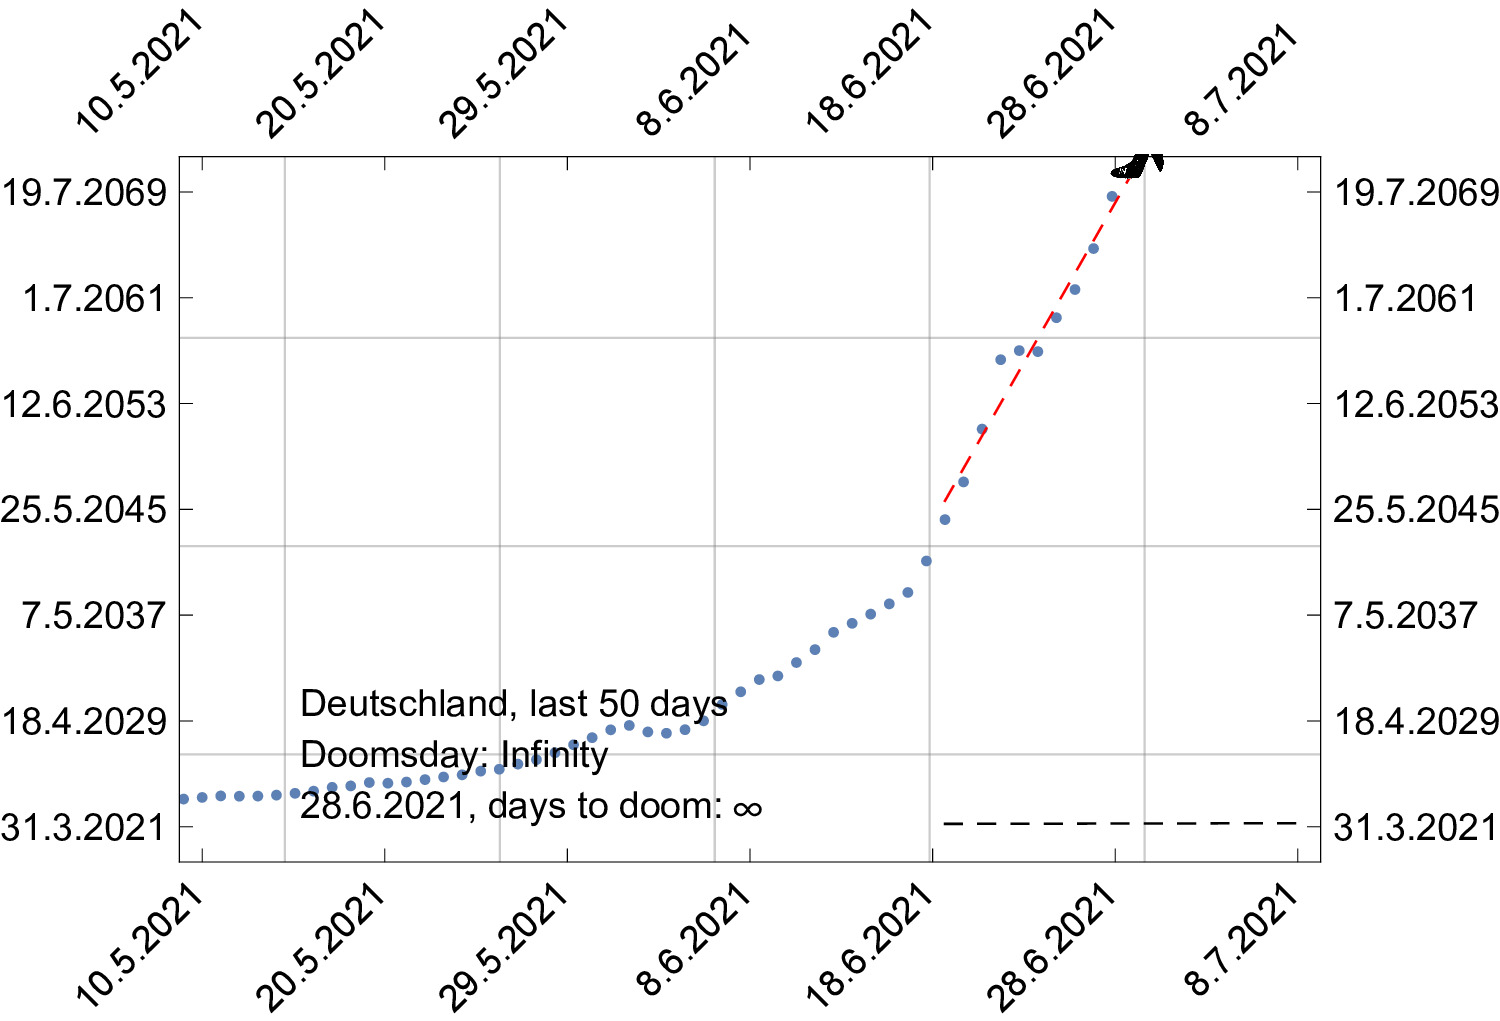 10.5.2021 20.5.2021 29.5.2021 8.6.2021 18.6.2021 28.6.2021 8.7.2021
19.7.2069 19.7.2069
1.7.2061 1.7.2061
12.6.2053 12.6.2053
25.5.2045 25.5.2045
7.5.2037 7.5.2037
Deutschland, last 50 days
18.4.2029 18.4.2029
Doomsday: Infinity
28.6.2021, days to doom: ∞
31.3.2021 31.3.2021
10.5.2021 20.5.2021 29.5.2021 8.6.2021 18.6.2021 28.6.2021 8.7.2021